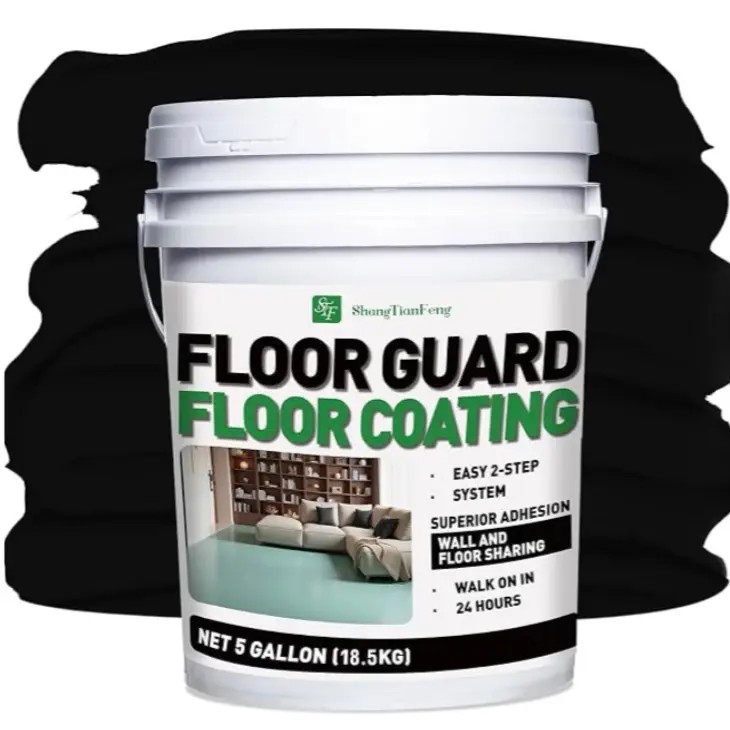 STF
ShangTianFeng
FLOOR GUARD
FLOOR COATING
· EASY 2-STEP
· SYSTEM
SUPERIOR ADHESION
WALL AND
FLOOR SHARING
· WALK ON IN
· 24 HOURS
NET 5 GALLON (18.5KG)